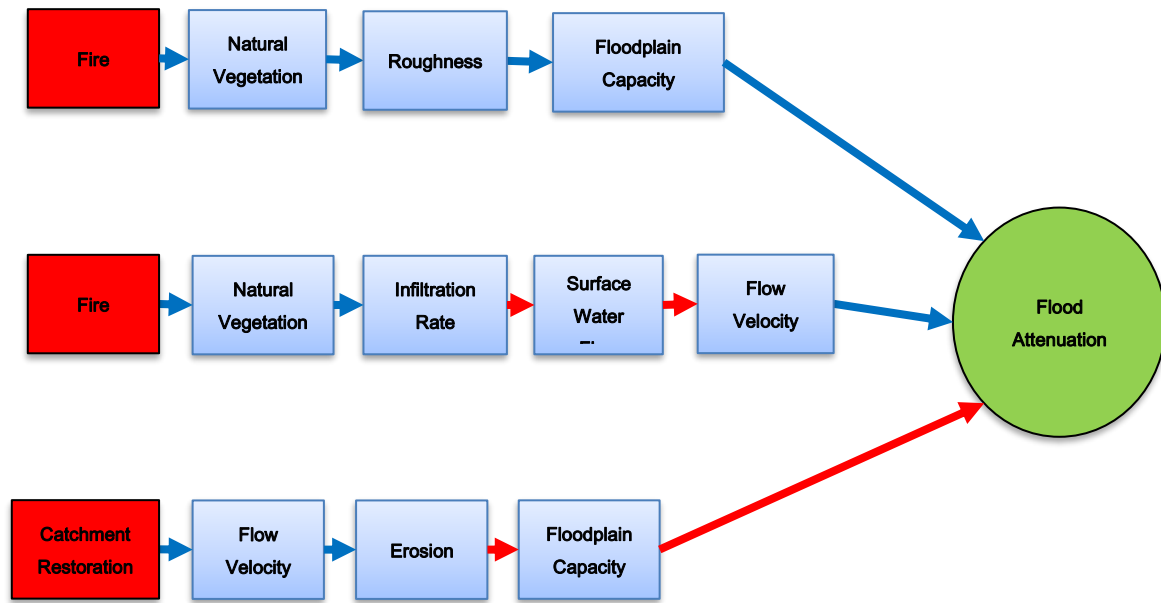 Fire
Natural
Vegetation
Roughness
Floodplain
Capacity
Fire
Natural
Vegetation
Infiltration
Rate
Surface
Water
Flow
Velocity
Flood
Attenuation
Catchment
Restoration
Flow
Velocity
Erosion
Floodplain
Capacity